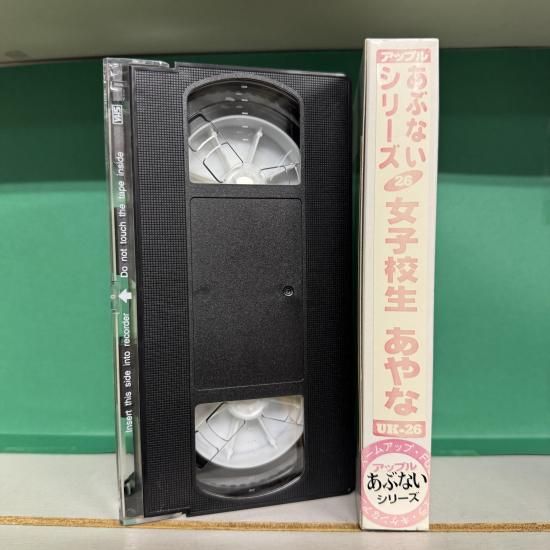 VHS
Do not touch the tape inside
Insert this side into recorder
アップル
あぶない
シリーズ
26
女子校生 あやな
UK-26
アップル
あぶない
シリーズ